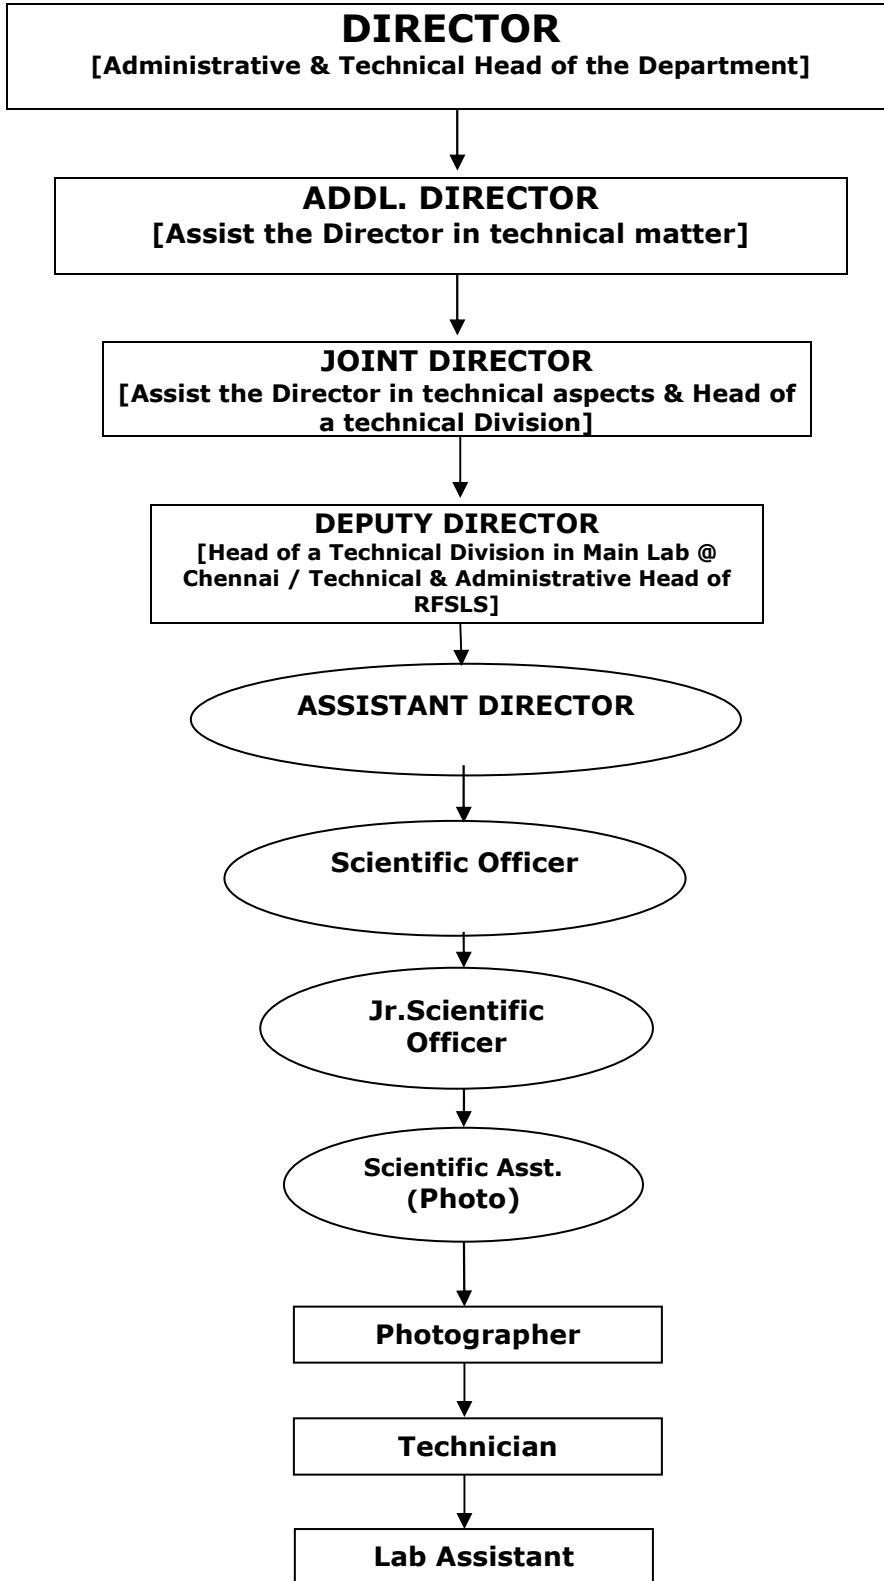 DIRECTOR
[Administrative & Technical Head of the Department]
ADDL. DIRECTOR
[Assist the Director in technical matter]
JOINT DIRECTOR
[Assist the Director in technical aspects & Head of
a technical Division]
DEPUTY DIRECTOR
[Head of a Technical Division in Main Lab @
Chennai / Technical & Administrative Head of
RFSLS]
ASSISTANT DIRECTOR
Scientific Officer
Jr.Scientific
Officer
Scientific Asst.
(Photo)
Photographer
Technician
Lab Assistant